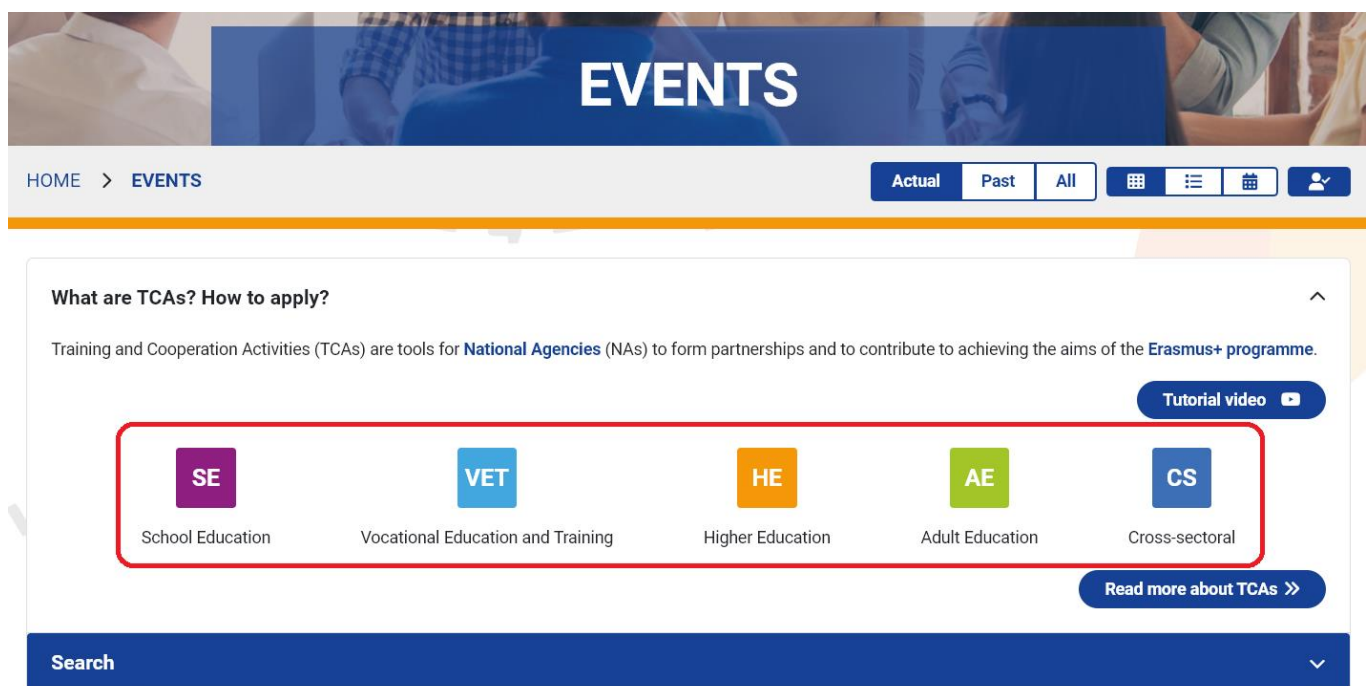 EVENTS
HOME > EVENTS
Actual Past All
What are TCAs? How to apply?
Training and Cooperation Activities (TCAs) are tools for National Agencies (NAs) to form partnerships and to contribute to achieving the aims of the Erasmus+ programme.
Tutorial video
SE VET HE AE CS
School Education Vocational Education and Training Higher Education Adult Education Cross-sectoral
Read more about TCAs »
Search